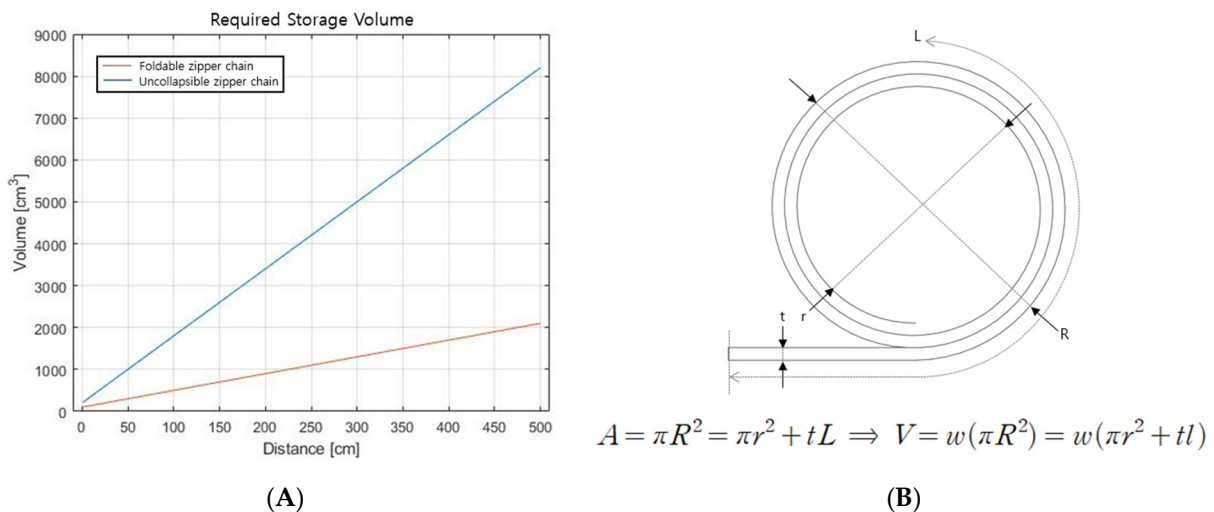 Required Storage Volume
9000
8000
7000
6000
5000
4000
3000
2000
1000
0
Volume [cm³]
Foldable zipper chain
Uncollapsible zipper chain
0 50 100 150 200 250 300 350 400 450 500
Distance [cm]
(A)
L
t r
R
A = πR² = πr² + tL ⇒ V = w(πR²) = w(πr² + tl)
(B)